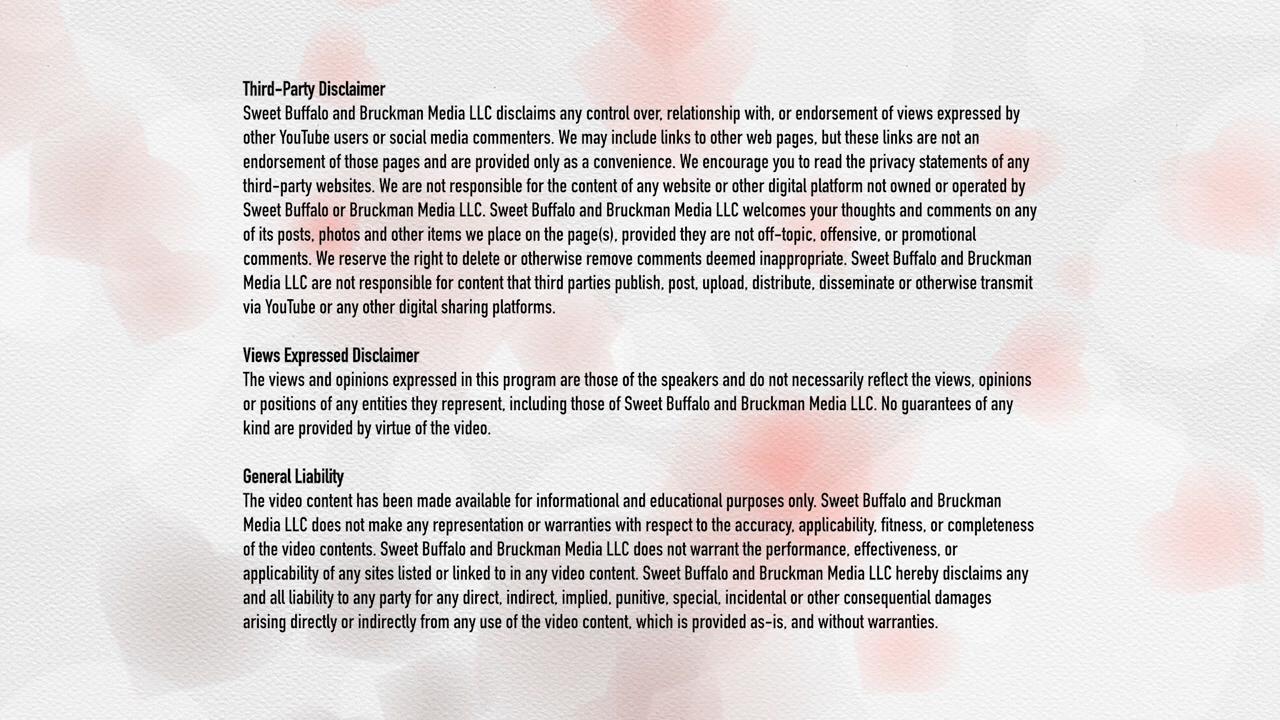 Third-Party Disclaimer
Sweet Buffalo and Bruckman Media LLC disclaims any control over, relationship with, or endorsement of views expressed by
other YouTube users or social media commenters. We may include links to other web pages, but these links are not an
endorsement of those pages and are provided only as a convenience. We encourage you to read the privacy statements of any
third-party websites. We are not responsible for the content of any website or other digital platform not owned or operated by
Sweet Buffalo or Bruckman Media LLC. Sweet Buffalo and Bruckman Media LLC welcomes your thoughts and comments on any
of its posts, photos and other items we place on the page(s), provided they are not off-topic, offensive, or promotional
comments. We reserve the right to delete or otherwise remove comments deemed inappropriate. Sweet Buffalo and Bruckman
Media LLC are not responsible for content that third parties publish, post, upload, distribute, disseminate or otherwise transmit
via YouTube or any other digital sharing platforms.
Views Expressed Disclaimer
The views and opinions expressed in this program are those of the speakers and do not necessarily reflect the views, opinions
or positions of any entities they represent, including those of Sweet Buffalo and Bruckman Media LLC. No guarantees of any
kind are provided by virtue of the video.
General Liability
The video content has been made available for informational and educational purposes only. Sweet Buffalo and Bruckman
Media LLC does not make any representation or warranties with respect to the accuracy, applicability, fitness, or completeness
of the video contents. Sweet Buffalo and Bruckman Media LLC does not warrant the performance, effectiveness, or
applicability of any sites listed or linked to in any video content. Sweet Buffalo and Bruckman Media LLC hereby disclaims any
and all liability to any party for any direct, indirect, implied, punitive, special, incidental or other consequential damages
arising directly or indirectly from any use of the video content, which is provided as-is, and without warranties.